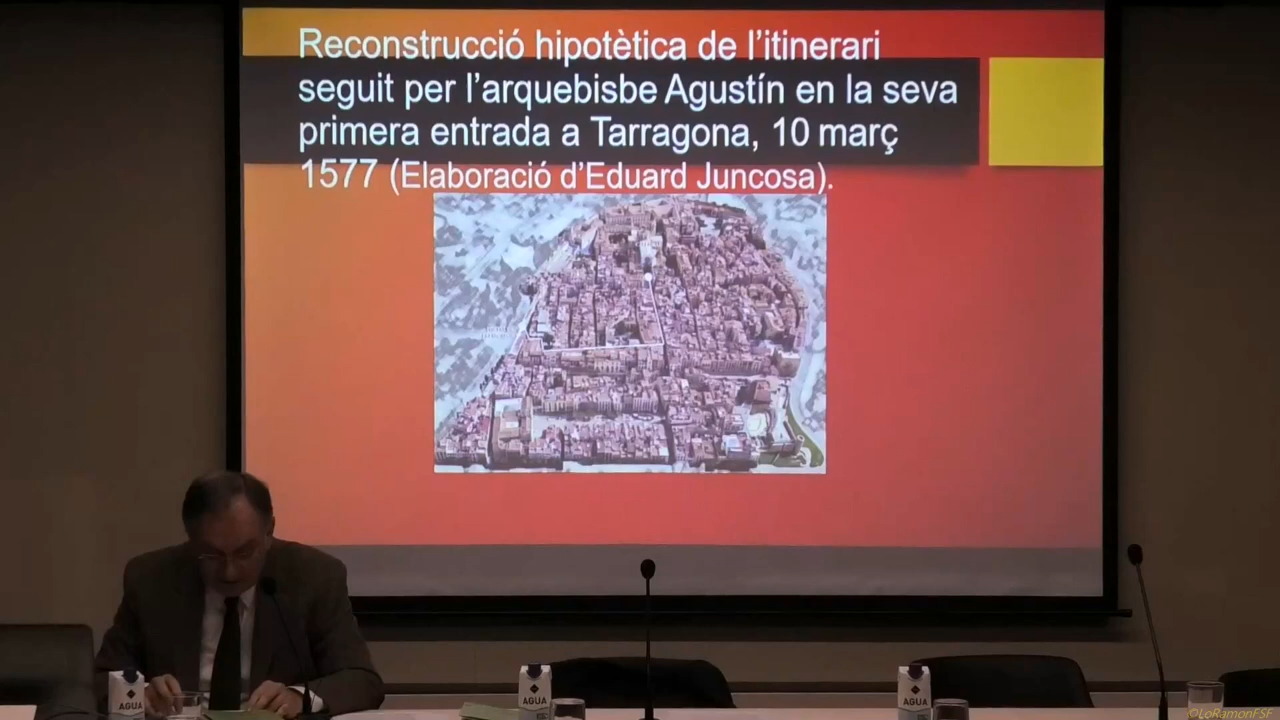 Reconstrucció hipotètica de l'itinerari
seguit per l'arquebisbe Agustín en la seva
primera entrada a Tarragona, 10 març
1577 (Elaboració d'Eduard Juncosa).
AGUA
AGUA
AGUA
©LoRamonFSF